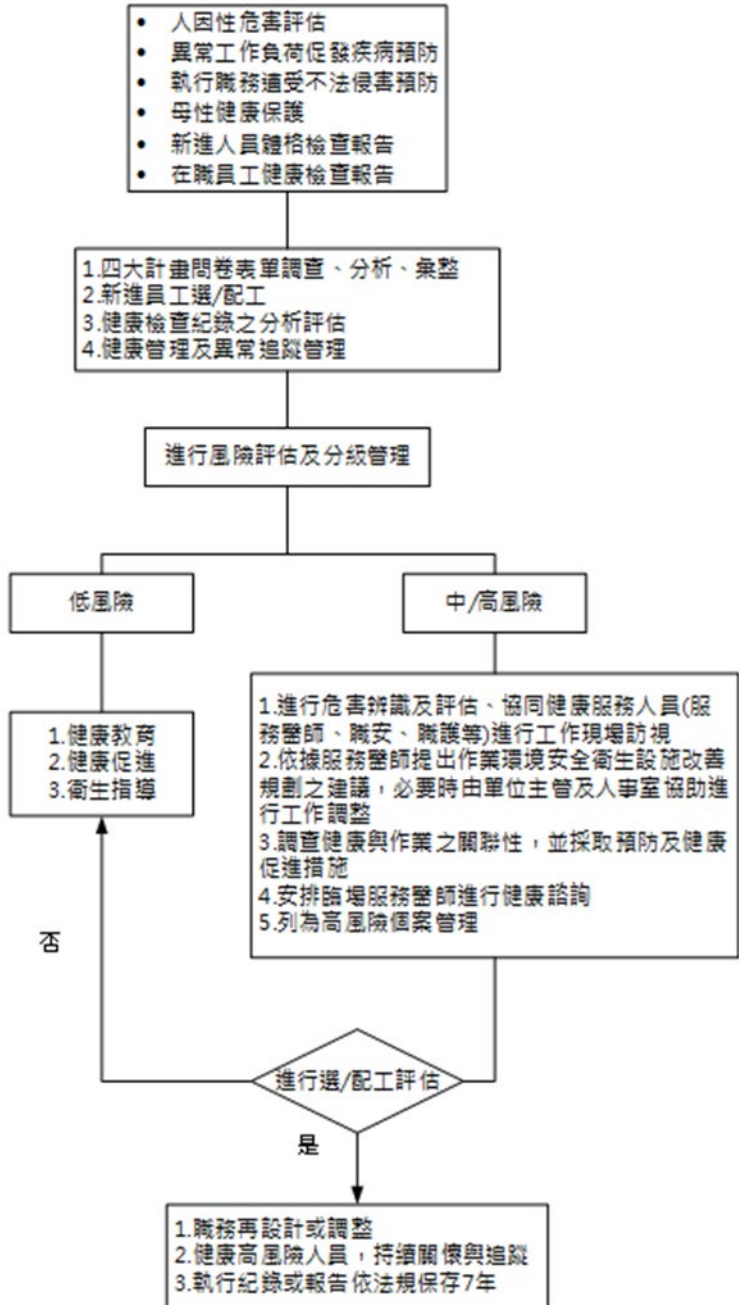 • 人因性危害評估
• 異常工作負荷促發疾病預防
• 執行職務遭受不法侵害預防
• 母性健康保護
• 新進人員體格檢查報告
• 在職員工健康檢查報告
1.四大計畫問卷表單調查、分析、彙整
2.新進員工選/配工
3.健康檢查紀錄之分析評估
4.健康管理及異常追蹤管理
進行風險評估及分級管理
低風險
中/高風險
1.健康教育
2.健康促進
3.衛生指導
1.進行危害辨識及評估、協同健康服務人員(服
務醫師、職安、職護等)進行工作現場訪視
2.依據服務醫師提出作業環境安全衛生設施改善
規劃之建議，必要時由單位主管及人事室協助進
行工作調整
3.調查健康與作業之關聯性，並採取預防及健康
促進措施
4.安排臨場服務醫師進行健康諮詢
5.列為高風險個案管理
否
進行選/配工評估
是
1.職務再設計或調整
2.健康高風險人員，持續關懷與追蹤
3.執行紀錄或報告依法規保存7年